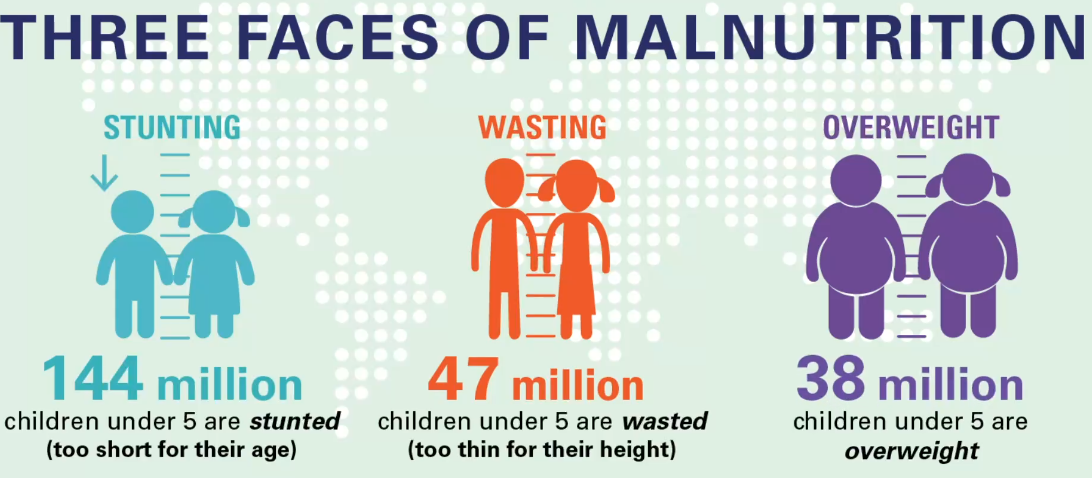 THREE FACES OF MALNUTRITION
STUNTING
144 million
children under 5 are stunted
(too short for their age)
WASTING
47 million
children under 5 are wasted
(too thin for their height)
OVERWEIGHT
38 million
children under 5 are
overweight